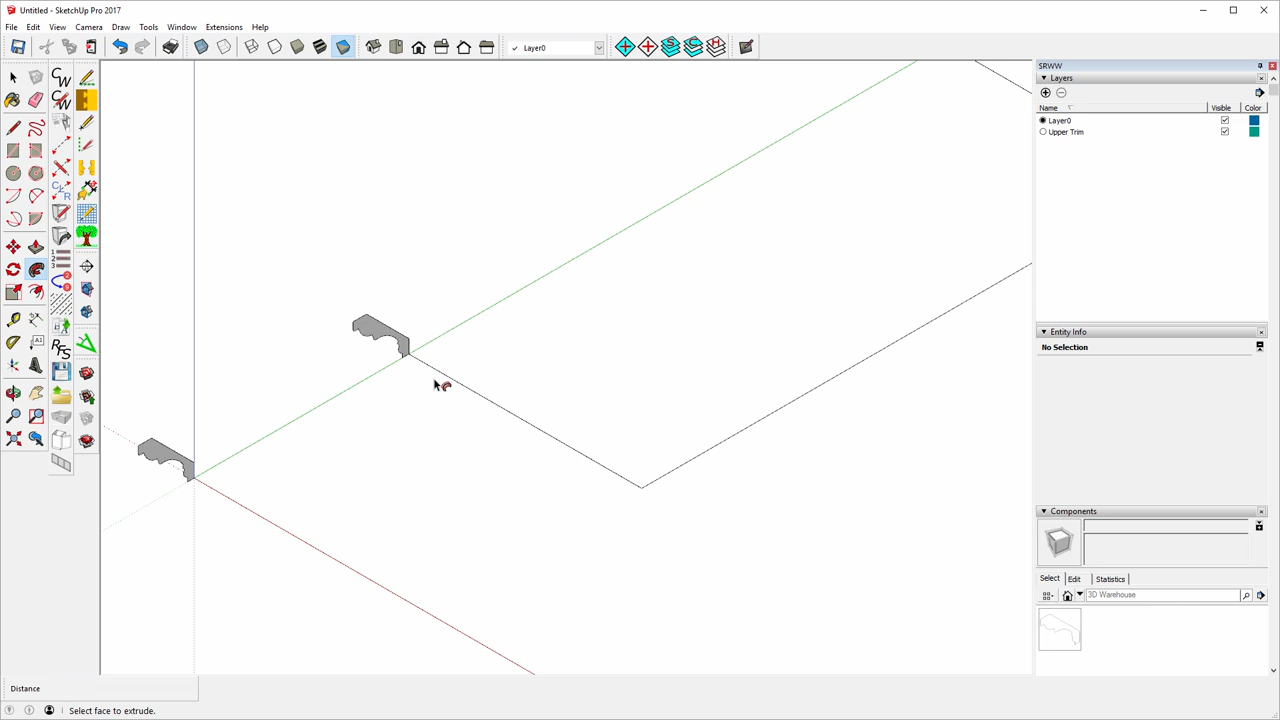 Untitled - SketchUp Pro 2017
File Edit View Camera Draw Tools Window Extensions Help
Layer0
SRWW
Layers
Name Visible Color
Layer0
Upper Trim
Entity Info
No Selection
Components
Select Edit Statistics
3D Warehouse
Distance
Select face to extrude.